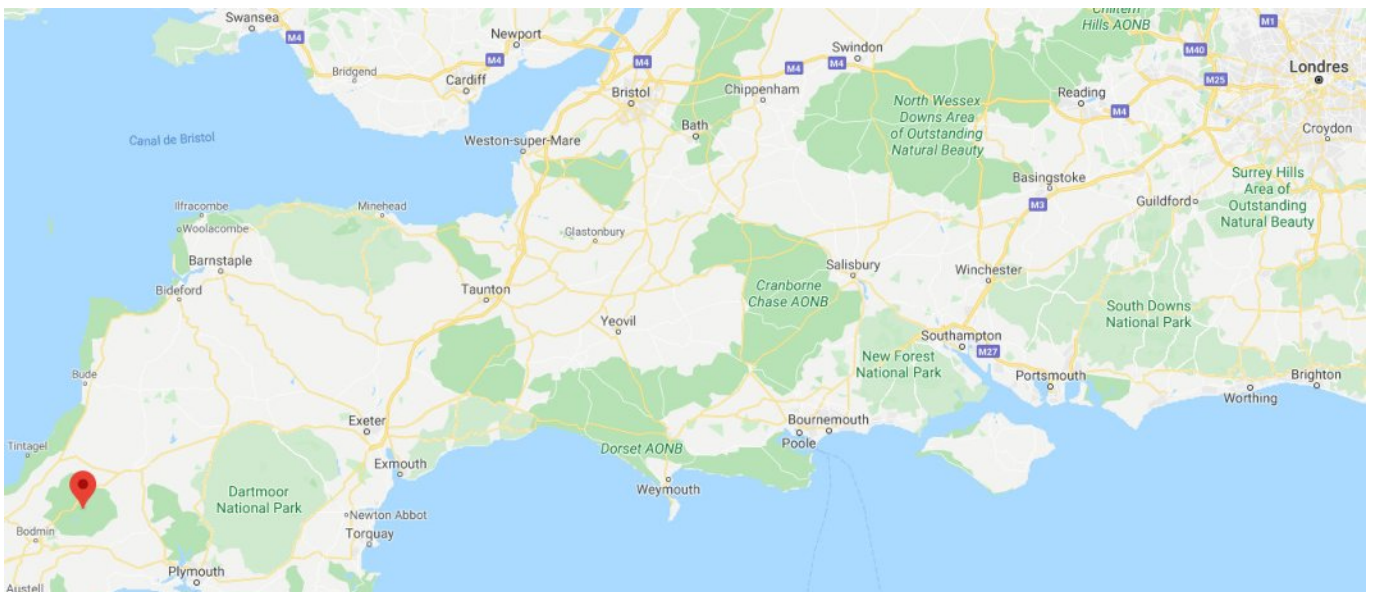 Swansea
M4
Newport
Bridgend
Cardiff
M4
M4
Bristol
Chippenham
M4
M4
Swindon
Chiltern
Hills AONB
M1
M40
M25
Londres
Reading
M4
Croydon
Canal de Bristol
Weston-super-Mare
Bath
North Wessex
Downs Area
of Outstanding
Natural Beauty
Basingstoke
M3
Guildford
Surrey Hills
Area of
Outstanding
Natural Beauty
Ilfracombe
Woolacombe
Minehead
Glastonbury
Barnstaple
Bideford
Taunton
Yeovil
Cranborne
Chase AONB
Salisbury
Winchester
South Downs
National Park
Southampton
M27
New Forest
National Park
Portsmouth
Brighton
Worthing
Bude
Exeter
Exmouth
Bournemouth
Poole
Dorset AONB
Weymouth
Tintagel
Dartmoor
National Park
Newton Abbot
Torquay
Bodmin
Plymouth
Austell